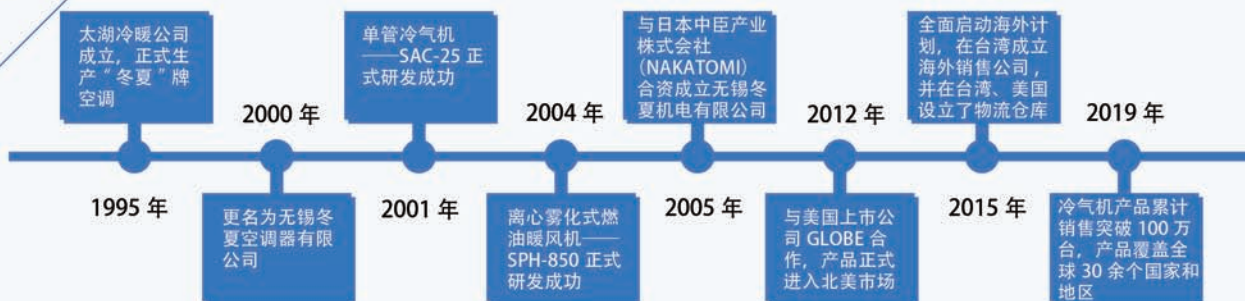 太湖冷暖公司
成立，正式生
产“冬夏”牌
空调
1995 年
2000 年
更名为无锡冬
夏空调器有限
公司
单管冷气机
——SAC-25 正
式研发成功
2001 年
2004 年
离心雾化式燃
油暖风机——
SPH-850 正式
研发成功
与日本中臣产业
株式会社
（NAKATOMI）
合资成立无锡冬
夏机电有限公司
2005 年
2012 年
与美国上市公
司 GLOBE 合
作，产品正式
进入北美市场
全面启动海外计
划，在台湾成立
海外销售公司，
并在台湾、美国
设立了物流仓库
2015 年
2019 年
冷气机产品累计
销售突破 100 万
台，产品覆盖全
球 30 余个国家和
地区